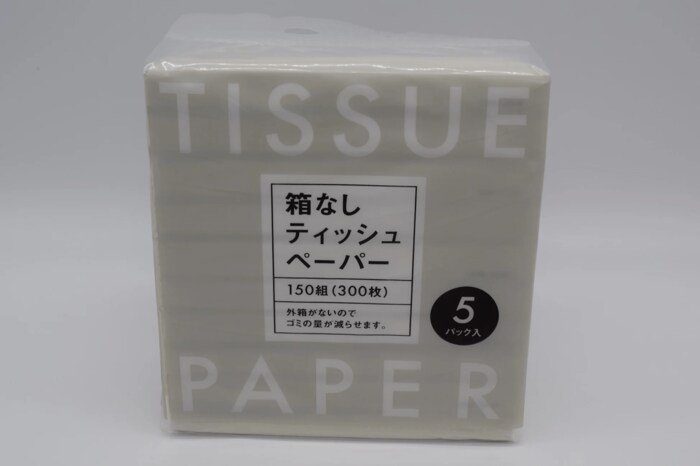 TISSUE
箱なし
ティッシュ
ペーパー
150組(300枚)
外箱がないので
ゴミの量が減らせます。
5
パック入
PAPER